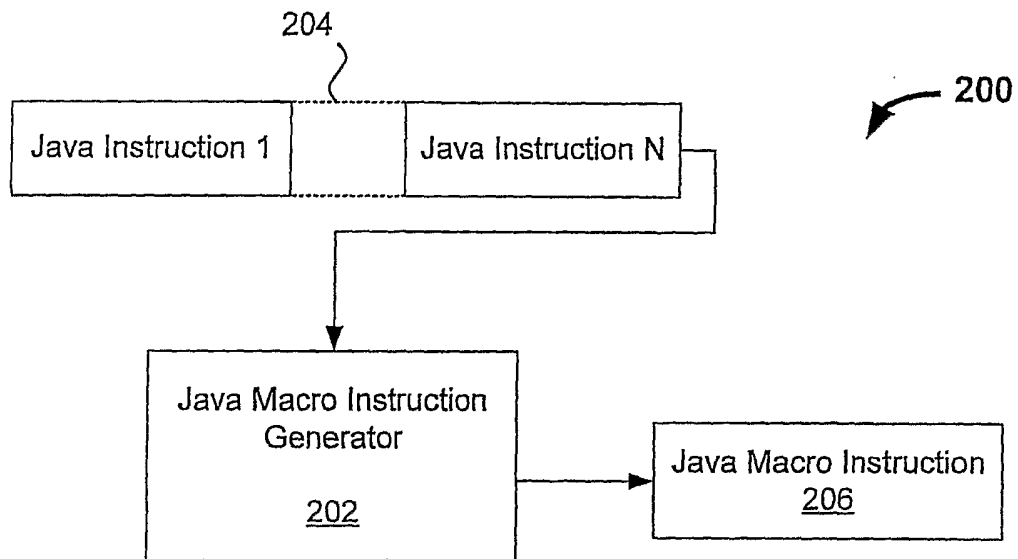 204
200
Java Instruction 1
Java Instruction N
Java Macro Instruction
Generator
202
Java Macro Instruction
206